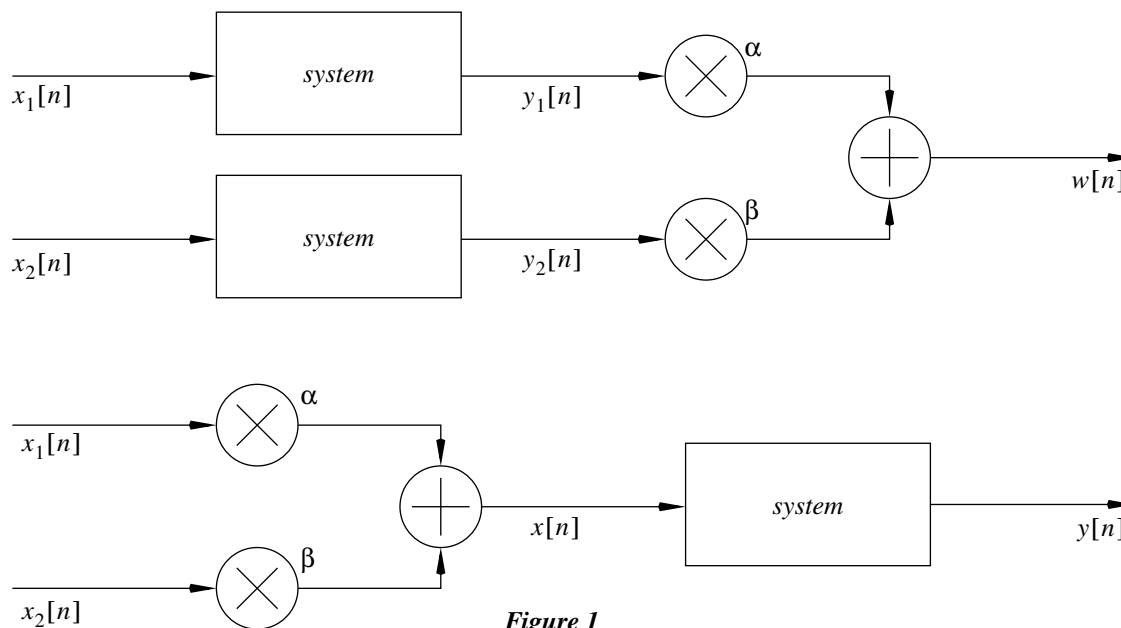 system
α
x₁[n]
y₁[n]
w[n]
system
β
x₂[n]
y₂[n]
α
x₁[n]
system
x[n]
y[n]
β
x₂[n]
Figure 1